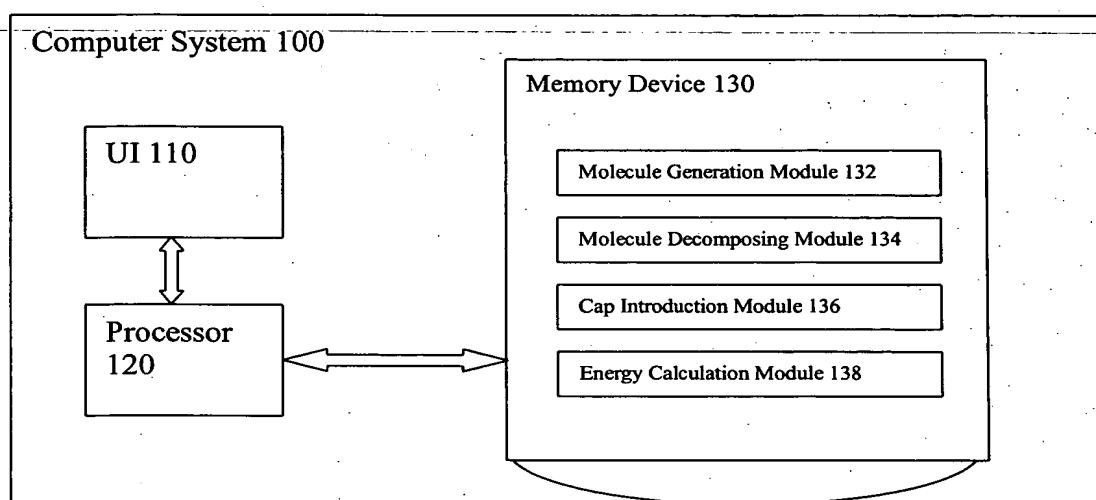 Computer System 100
Memory Device 130
UI 110
Molecule Generation Module 132
Molecule Decomposing Module 134
Cap Introduction Module 136
Energy Calculation Module 138
Processor
120